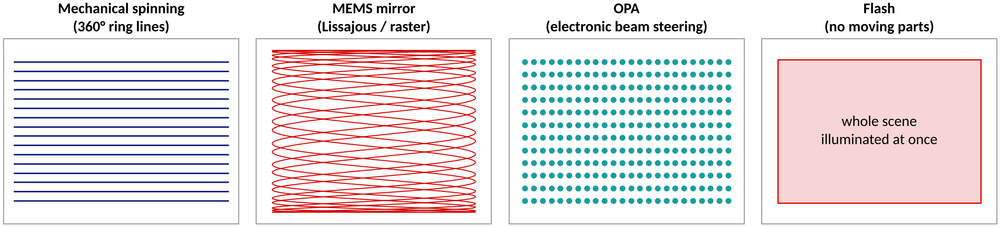 Mechanical spinning
(360° ring lines)
MEMS mirror
(Lissajous / raster)
OPA
(electronic beam steering)
Flash
(no moving parts)
whole scene
illuminated at once